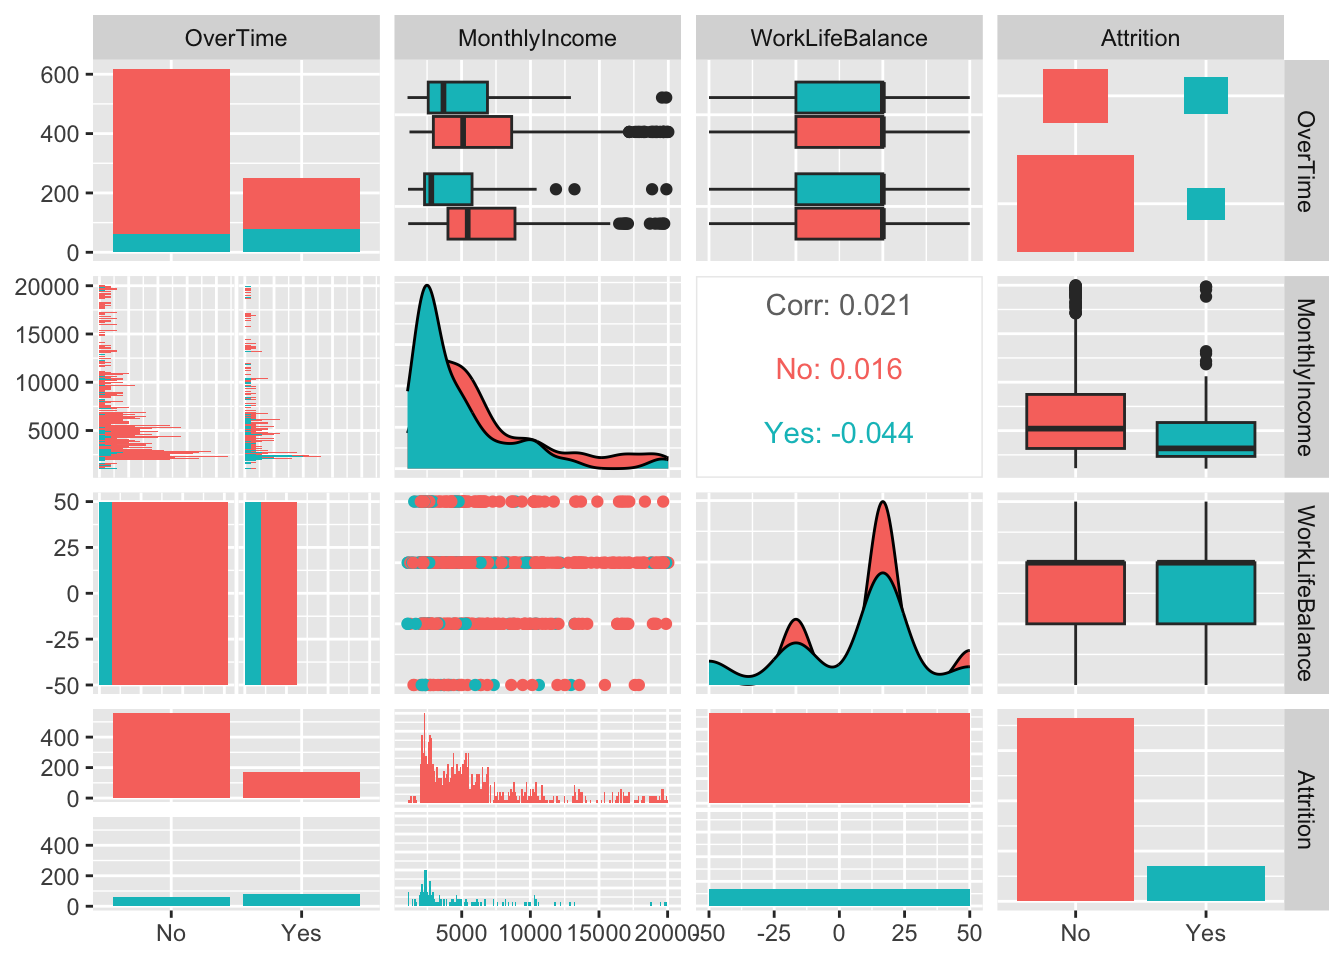 OverTime MonthlyIncome WorkLifeBalance Attrition
600
400
200
0
OverTime
20000
15000
10000
5000
Corr: 0.021
No: 0.016
Yes: -0.044
MonthlyIncome
50
25
0
-25
-50
WorkLifeBalance
400
200
0
400
200
0
Attrition
No Yes 5000 10000 15000 20000 -50 -25 0 25 50 No Yes